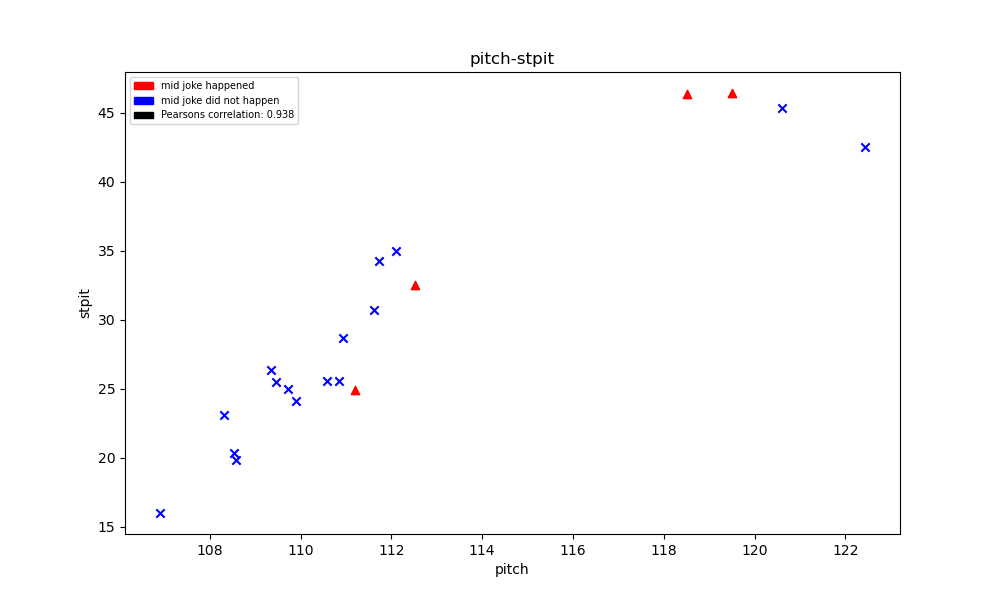 pitch-stpit
mid joke happened
mid joke did not happen
Pearsons correlation: 0.938
45
40
35
30
25
20
15
stpit
108 110 112 114 116 118 120 122
pitch